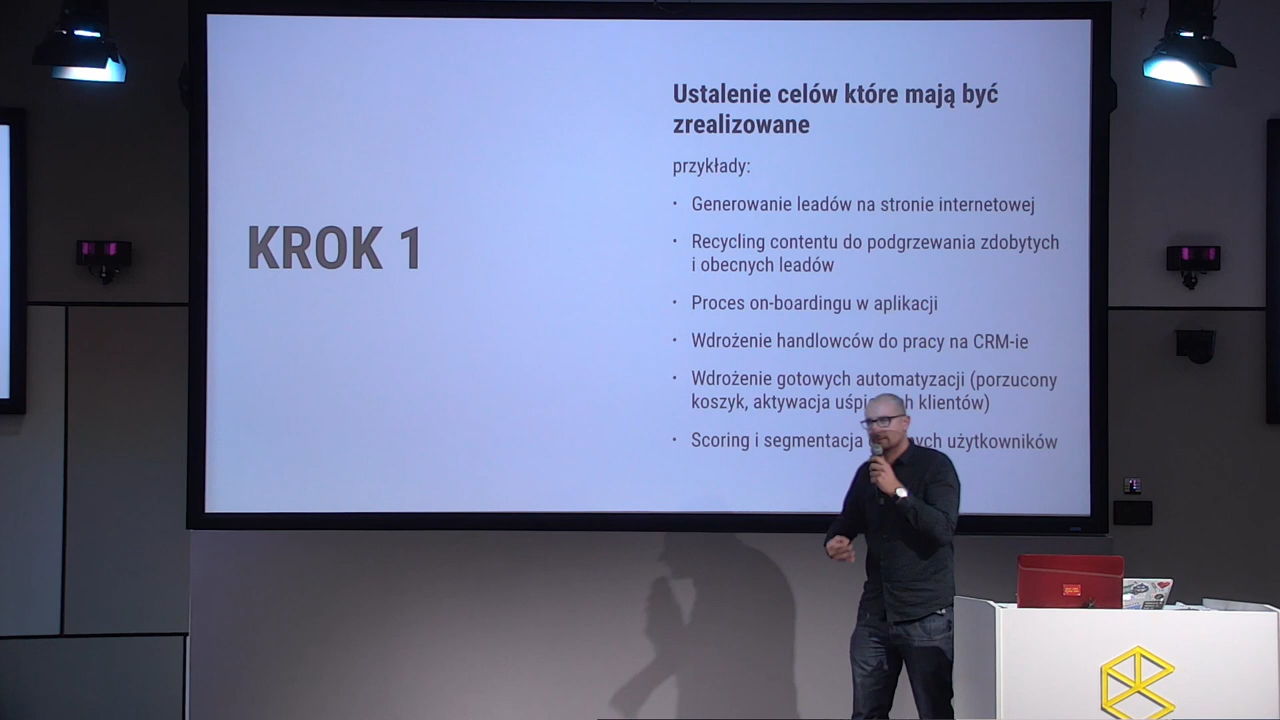 KROK 1
Ustalenie celów które mają być
zrealizowane
przykłady:
• Generowanie leadów na stronie internetowej
• Recycling contentu do podgrzewania zdobytych
i obecnych leadów
• Proces on-boardingu w aplikacji
• Wdrożenie handlowców do pracy na CRM-ie
• Wdrożenie gotowych automatyzacji (porzucony
koszyk, aktywacja klientów)
• Scoring i segmentacja użytkowników